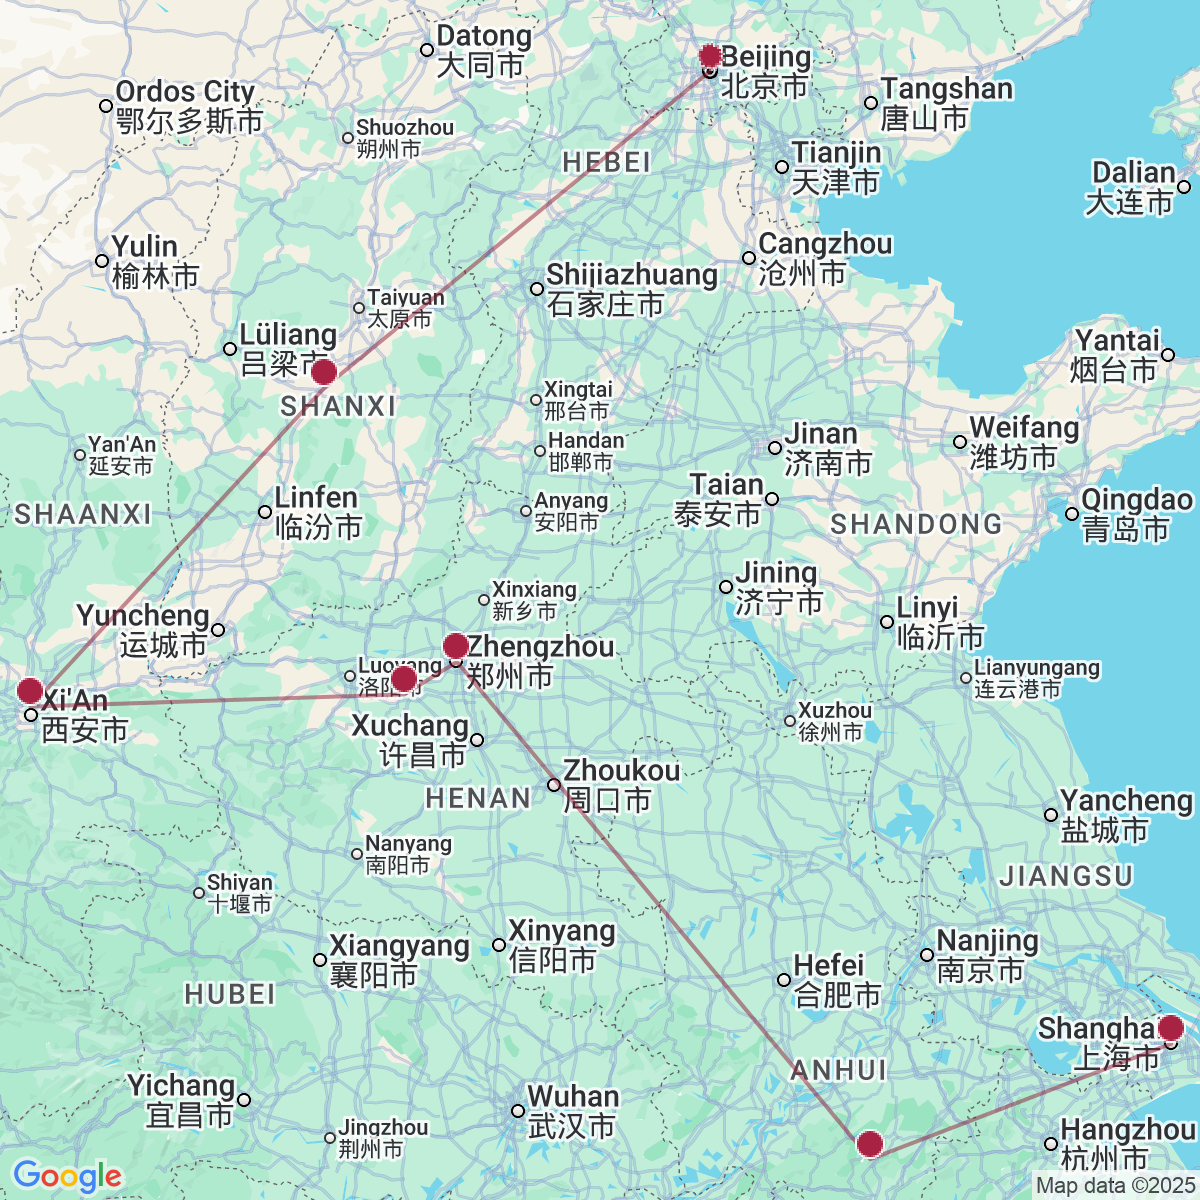 Datong
大同市
Beijing
北京市
Ordos City
鄂尔多斯市
Tangshan
唐山市
Shuozhou
朔州市
HEBEI
Tianjin
天津市
Dalian
大连市
Yulin
榆林市
Cangzhou
沧州市
Shijiazhuang
石家庄市
Taiyuan
太原市
Lüliang
吕梁市
Yantai
烟台市
SHANXI
Xingtai
邢台市
Yan'An
延安市
Handan
邯郸市
Jinan
济南市
Weifang
潍坊市
Taian
泰安市
Linfen
临汾市
Anyang
安阳市
SHAANXI
SHANDONG
Qingdao
青岛市
Jining
济宁市
Xinxiang
新乡市
Linyi
临沂市
Yuncheng
运城市
Zhengzhou
郑州市
Luoyang
洛阳市
Lianyungang
连云港市
Xi'An
西安市
Xuchang
许昌市
Xuzhou
徐州市
Zhoukou
周口市
HENAN
Yancheng
盐城市
Nanyang
南阳市
JIANGSU
Shiyan
十堰市
Xinyang
信阳市
Xiangyang
襄阳市
Nanjing
南京市
Hefei
合肥市
HUBEI
Shanghai
上海市
ANHUI
Yichang
宜昌市
Wuhan
武汉市
Jingzhou
荆州市
Hangzhou
杭州市
Google
Map data ©2025